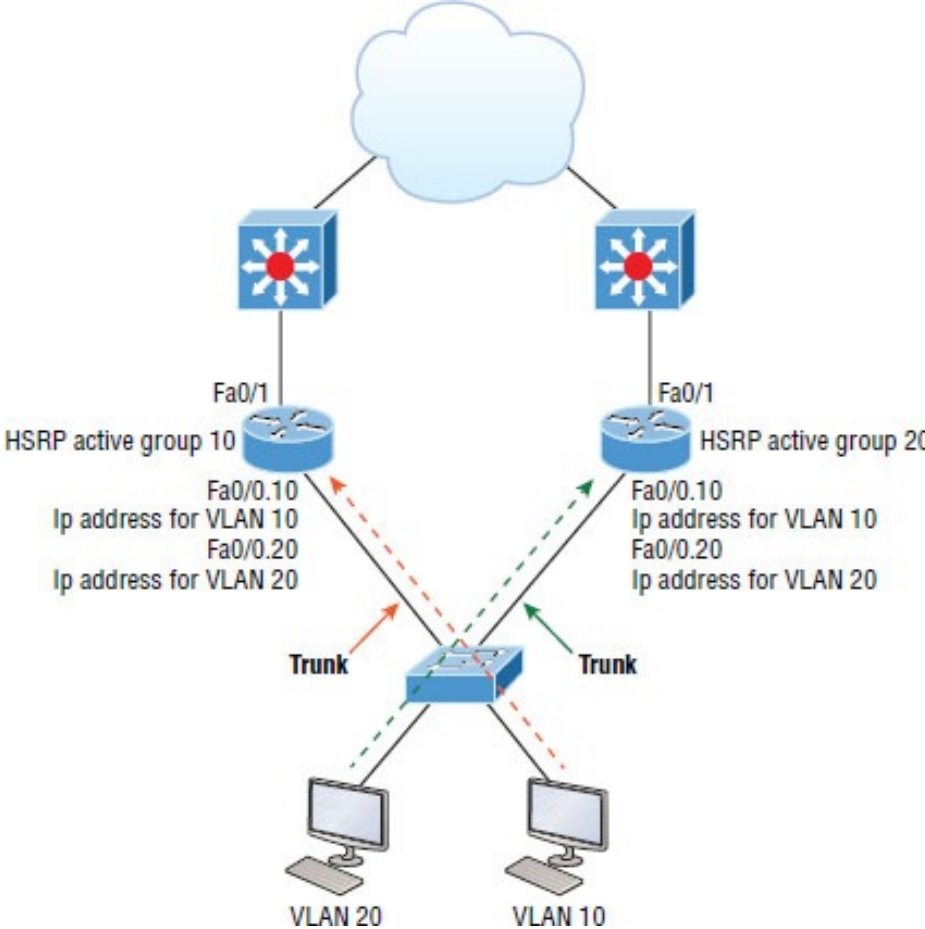 Fa0/1
Fa0/1
HSRP active group 10
HSRP active group 20
Fa0/0.10
Ip address for VLAN 10
Fa0/0.20
Ip address for VLAN 20
Fa0/0.10
Ip address for VLAN 10
Fa0/0.20
Ip address for VLAN 20
Trunk
Trunk
VLAN 20
VLAN 10